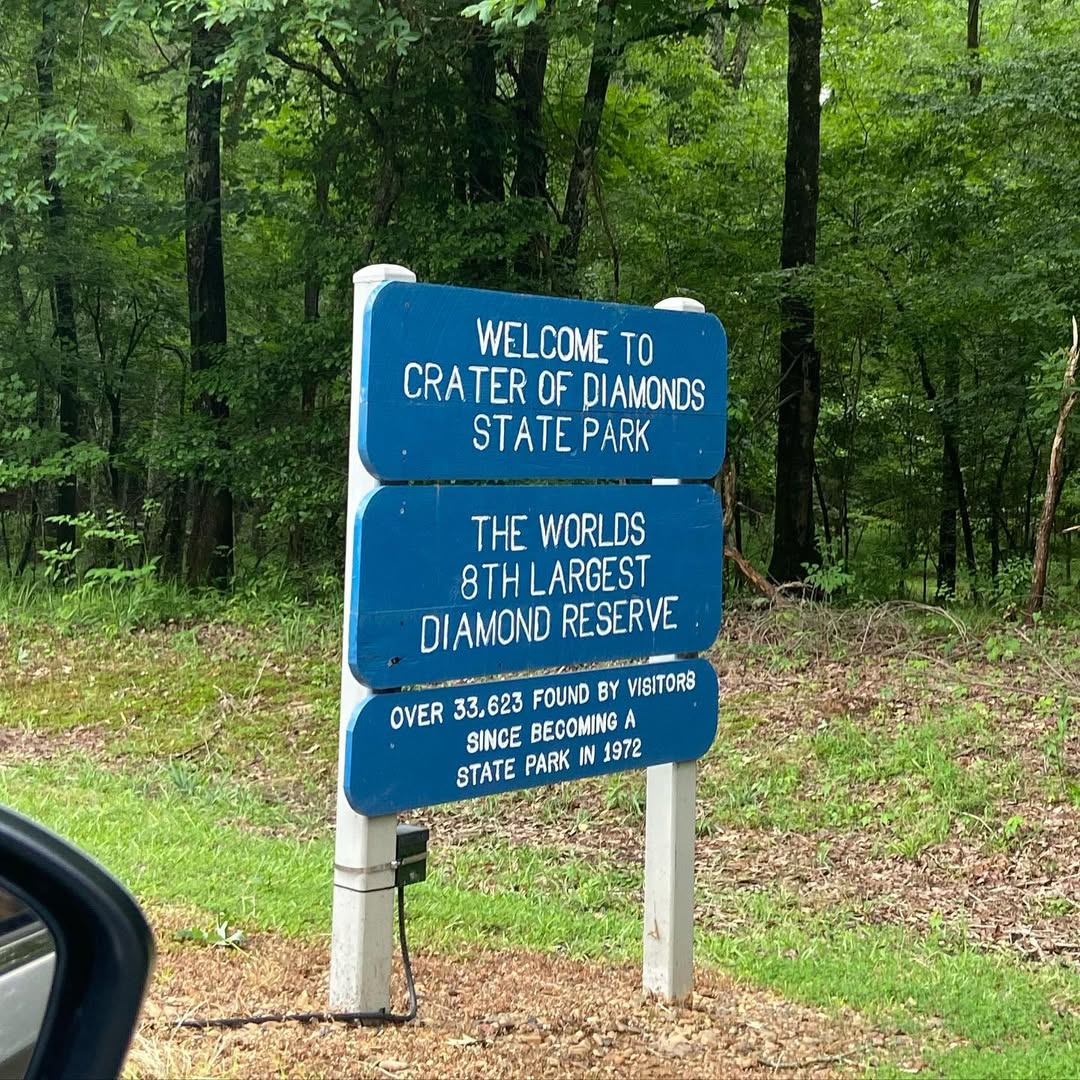 WELCOME TO
CRATER OF DIAMONDS
STATE PARK
THE WORLDS
8TH LARGEST
DIAMOND RESERVE
OVER 33,623 FOUND BY VISITORS
SINCE BECOMING A
STATE PARK IN 1972